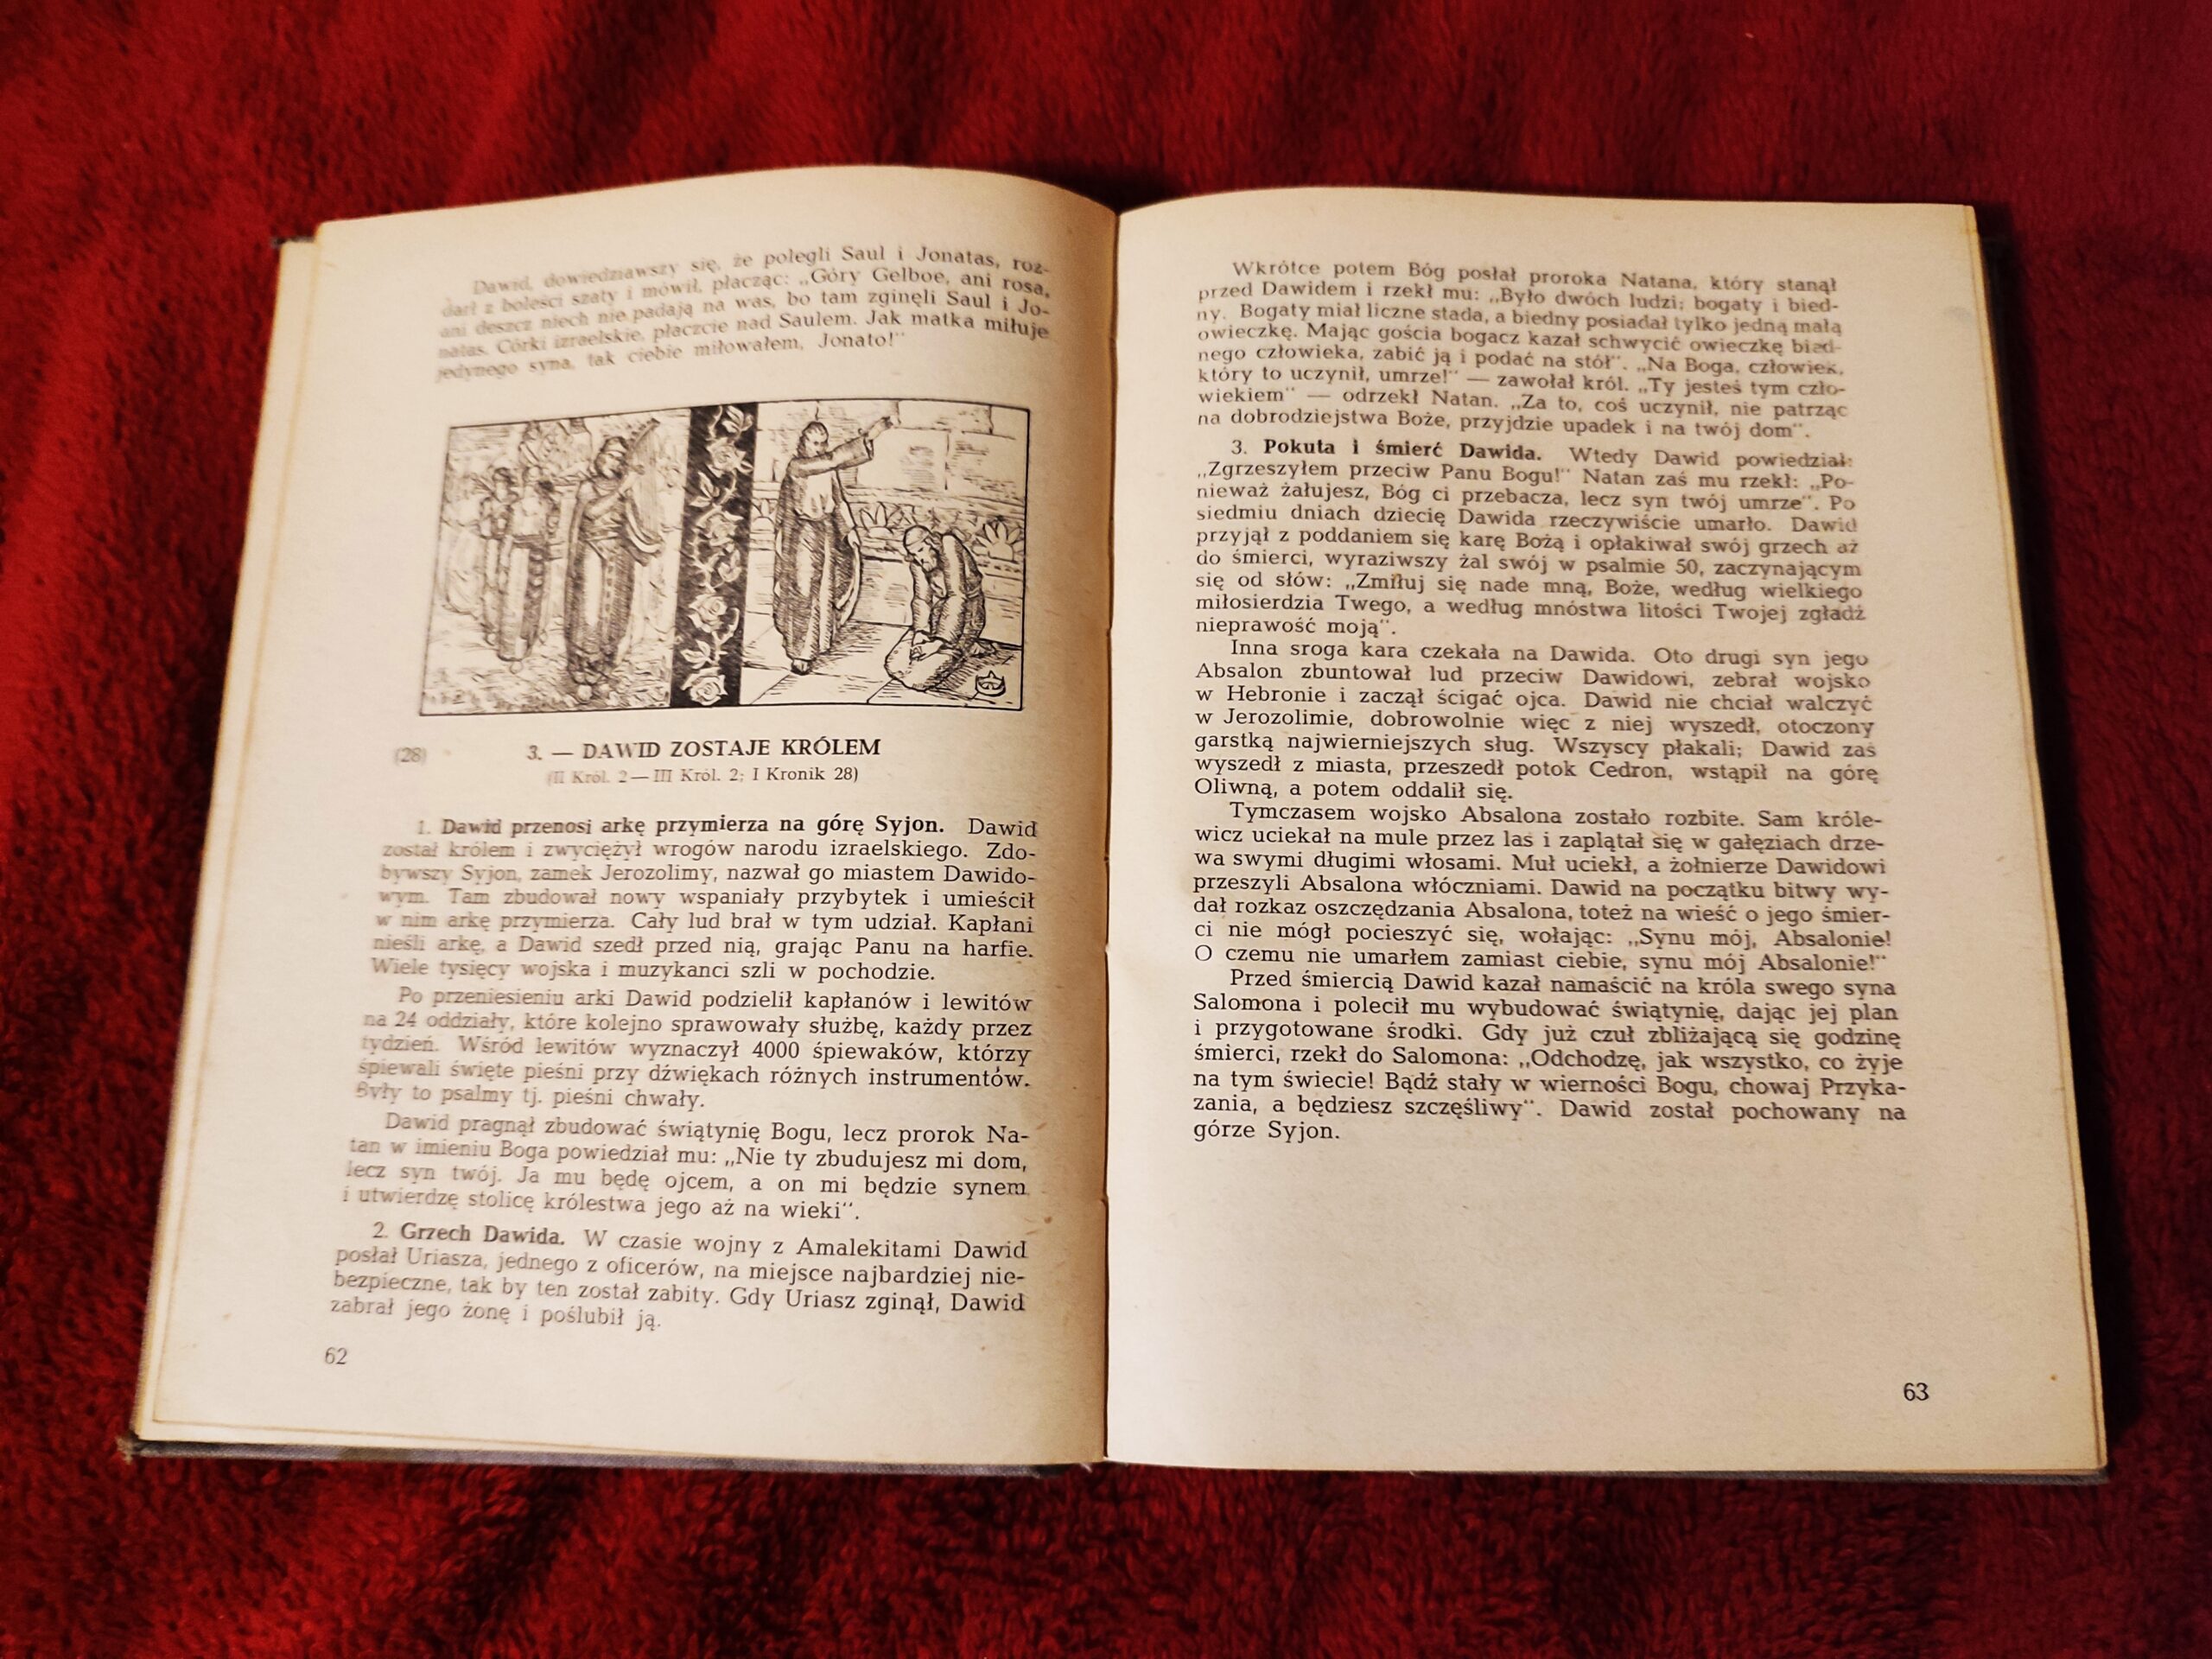 Dawid, dowiedziawszy się, że polegli Saul i Jonatas, roz-
darł z boleści szaty i mówił, płacząc: „Góry Gelboe, ani rosa,
ani deszcz niech nie padają na was, bo tam zginęli Saul i Jo-
natas. Córki izraelskie, płaczcie nad Saulem. Jak matka miłuje
jedynego syna, tak ciebie miłowałem, Jonato!"
(28) 3. — DAWID ZOSTAJE KRÓLEM
(II Król. 2 — III Król. 2; I Kronik 28)
1. Dawid przenosi arkę przymierza na górę Syjon. Dawid
został królem i zwyciężył wrogów narodu izraelskiego. Zdo-
bywszy Syjon, zamek Jerozolimy, nazwał go miastem Dawido-
wym. Tam zbudował nowy wspaniały przybytek i umieścił
w nim arkę przymierza. Cały lud brał w tym udział. Kapłani
nieśli arkę, a Dawid szedł przed nią, grając Panu na harfie.
Wiele tysięcy wojska i muzykanci szli w pochodzie.
Po przeniesieniu arki Dawid podzielił kapłanów i lewitów
na 24 oddziały, które kolejno sprawowały służbę, każdy przez
tydzień. Wśród lewitów wyznaczył 4000 śpiewaków, którzy
śpiewali święte pieśni przy dźwiękach różnych instrumentów.
Były to psalmy tj. pieśni chwały.
Dawid pragnął zbudować świątynię Bogu, lecz prorok Na-
tan w imieniu Boga powiedział mu: „Nie ty zbudujesz mi dom,
lecz syn twój. Ja mu będę ojcem, a on mi będzie synem
i utwierdzę stolicę królestwa jego aż na wieki".
2. Grzech Dawida. W czasie wojny z Amalekitami Dawid
posłał Uriasza, jednego z oficerów, na miejsce najbardziej nie-
bezpieczne, tak by ten został zabity. Gdy Uriasz zginął, Dawid
zabrał jego żonę i poślubił ją.
62
Wkrótce potem Bóg posłał proroka Natana, który stanął
przed Dawidem i rzekł mu: „Było dwóch ludzi; bogaty i bied-
ny. Bogaty miał liczne stada, a biedny posiadał tylko jedną małą
owieczkę. Mając gościa bogacz kazał schwycić owieczkę bied-
nego człowieka, zabić ją i podać na stół". „Na Boga, człowiek,
który to uczynił, umrze!" — zawołał król. „Ty jesteś tym czło-
wiekiem" — odrzekł Natan. „Za to, coś uczynił, nie patrząc
na dobrodziejstwa Boże, przyjdzie upadek i na twój dom".
3. Pokuta i śmierć Dawida. Wtedy Dawid powiedział:
„Zgrzeszyłem przeciw Panu Bogu!" Natan zaś mu rzekł: „Po-
nieważ żałujesz, Bóg ci przebacza, lecz syn twój umrze". Po
siedmiu dniach dziecię Dawida rzeczywiście umarło. Dawid
przyjął z poddaniem się karę Bożą i opłakiwał swój grzech aż
do śmierci, wyraziwszy żal swój w psalmie 50, zaczynającym
się od słów: „Zmiłuj się nade mną, Boże, według wielkiego
miłosierdzia Twego, a według mnóstwa litości Twojej zgładź
nieprawość moją".
Inna sroga kara czekała na Dawida. Oto drugi syn jego
Absalon zbuntował lud przeciw Dawidowi, zebrał wojsko
w Hebronie i zaczął ścigać ojca. Dawid nie chciał walczyć
w Jerozolimie, dobrowolnie więc z niej wyszedł, otoczony
garstką najwierniejszych sług. Wszyscy płakali; Dawid zaś
wyszedł z miasta, przeszedł potok Cedron, wstąpił na górę
Oliwną, a potem oddalił się.
Tymczasem wojsko Absalona zostało rozbite. Sam króle-
wicz uciekał na mule przez las i zaplątał się w gałęziach drze-
wa swymi długimi włosami. Muł uciekł, a żołnierze Dawidowi
przeszyli Absalona włóczniami. Dawid na początku bitwy wy-
dał rozkaz oszczędzania Absalona, toteż na wieść o jego śmier-
ci nie mógł pocieszyć się, wołając: „Synu mój, Absalonie!
O czemu nie umarłem zamiast ciebie, synu mój Absalonie!"
Przed śmiercią Dawid kazał namaścić na króla swego syna
Salomona i polecił mu wybudować świątynię, dając jej plan
i przygotowane środki. Gdy już czuł zbliżającą się godzinę
śmierci, rzekł do Salomona: „Odchodzę, jak wszystko, co żyje
na tym świecie! Bądź stały w wierności Bogu, chowaj Przyka-
zania, a będziesz szczęśliwy". Dawid został pochowany na
górze Syjon.
63